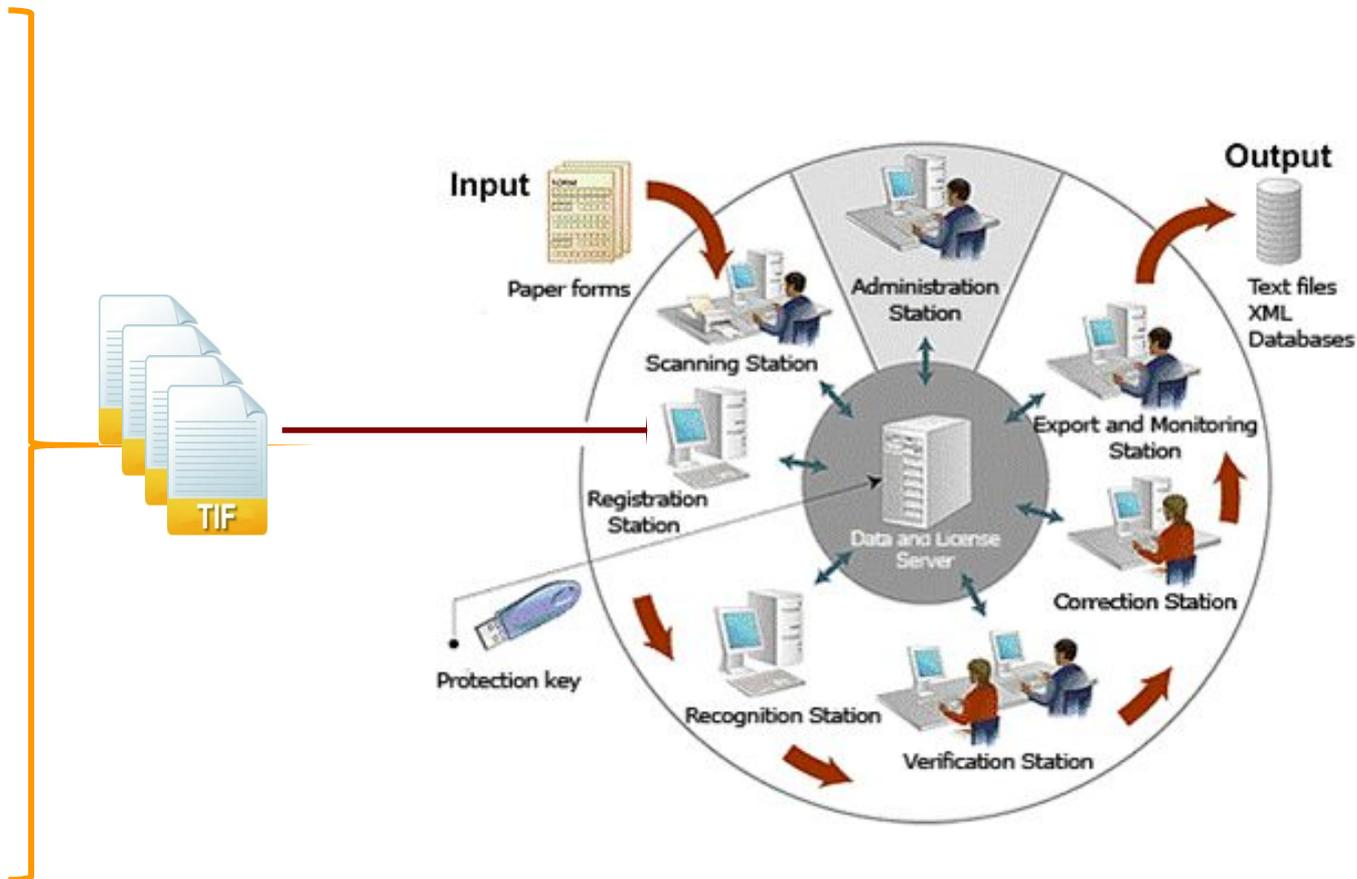 Input
FORM
Paper forms
Scanning Station
Administration
Station
Output
Text files
XML
Databases
Export and Monitoring
Station
Registration
Station
Data and License
Server
TIF
Correction Station
Protection key
Recognition Station
Verification Station